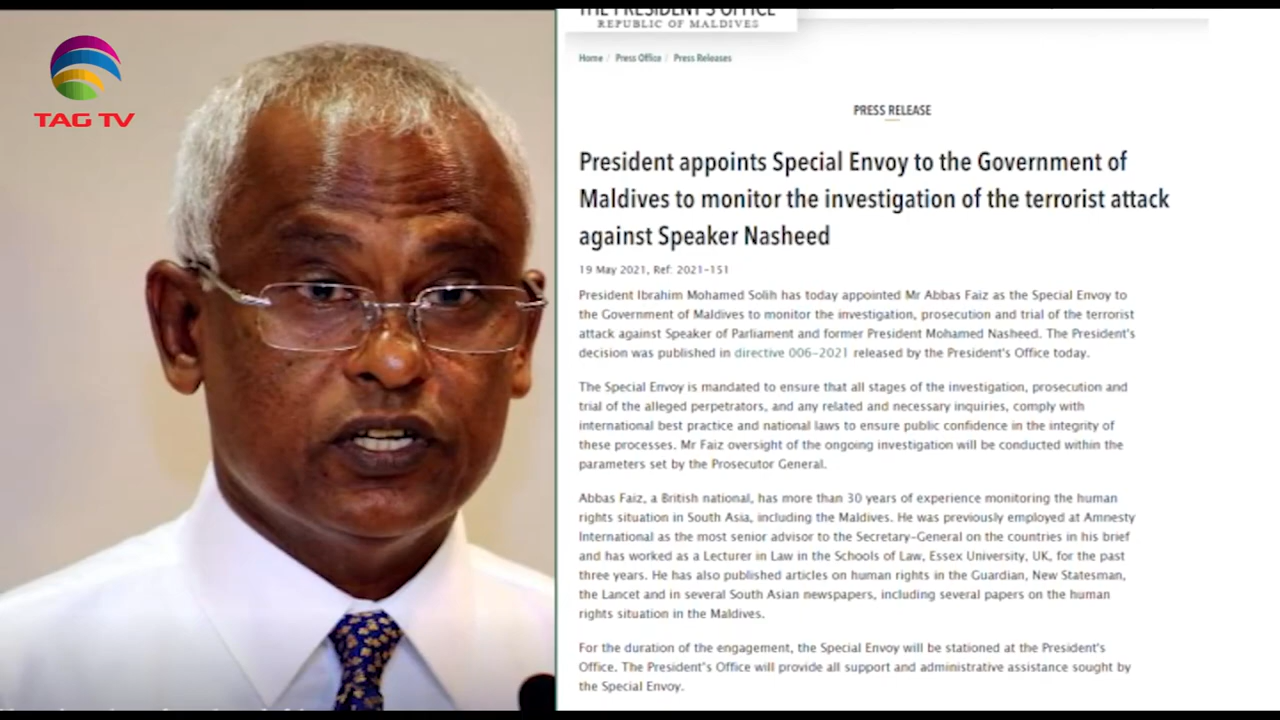 TAG TV
THE PRESIDENT'S OFFICE
REPUBLIC OF MALDIVES
Home / Press Office / Press Releases
PRESS RELEASE
President appoints Special Envoy to the Government of
Maldives to monitor the investigation of the terrorist attack
against Speaker Nasheed
19 May 2021, Ref: 2021-151
President Ibrahim Mohamed Solih has today appointed Mr Abbas Faiz as the Special Envoy to
the Government of Maldives to monitor the investigation, prosecution and trial of the terrorist
attack against Speaker of Parliament and former President Mohamed Nasheed. The President's
decision was published in directive 006-2021 released by the President's Office today.
The Special Envoy is mandated to ensure that all stages of the investigation, prosecution and
trial of the alleged perpetrators, and any related and necessary inquiries, comply with
international best practice and national laws to ensure public confidence in the integrity of
these processes. Mr Faiz oversight of the ongoing investigation will be conducted within the
parameters set by the Prosecutor General.
Abbas Faiz, a British national, has more than 30 years of experience monitoring the human
rights situation in South Asia, including the Maldives. He was previously employed at Amnesty
International as the most senior advisor to the Secretary-General on the countries in his brief
and has worked as a Lecturer in Law in the Schools of Law, Essex University, UK, for the past
three years. He has also published articles on human rights in the Guardian, New Statesman,
the Lancet and in several South Asian newspapers, including several papers on the human
rights situation in the Maldives.
For the duration of the engagement, the Special Envoy will be stationed at the President's
Office. The President's Office will provide all support and administrative assistance sought by
the Special Envoy.